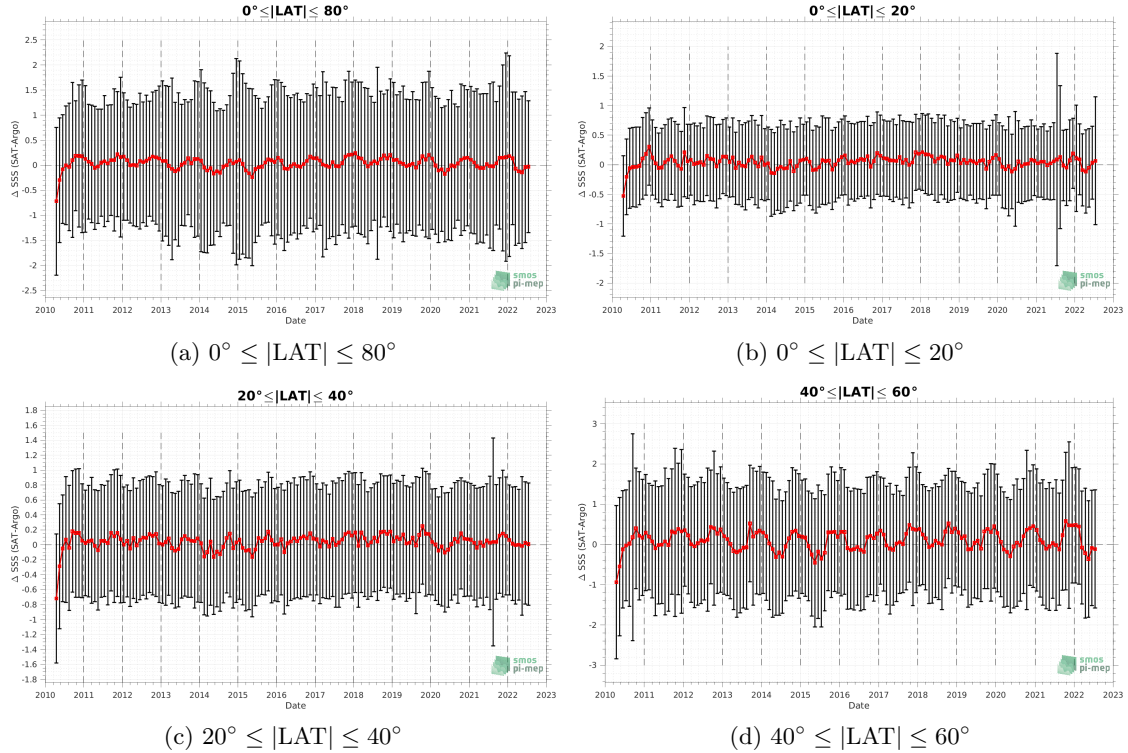 0°≤|LAT|≤ 80°
2.5
2
1.5
1
0.5
0
-0.5
-1
-1.5
-2
-2.5
Δ SSS (SAT-Argo)
2010 2011 2012 2013 2014 2015 2016 2017 2018 2019 2020 2021 2022 2023
Date
smos
pi-mep
(a) 0° ≤ |LAT| ≤ 80°
0°≤|LAT|≤ 20°
2
1.5
1
0.5
0
-0.5
-1
-1.5
-2
Δ SSS (SAT-Argo)
2010 2011 2012 2013 2014 2015 2016 2017 2018 2019 2020 2021 2022 2023
Date
smos
pi-mep
(b) 0° ≤ |LAT| ≤ 20°
20°≤|LAT|≤ 40°
1.8
1.6
1.4
1.2
1
0.8
0.6
0.4
0.2
0
-0.2
-0.4
-0.6
-0.8
-1
-1.2
-1.4
-1.6
-1.8
Δ SSS (SAT-Argo)
2010 2011 2012 2013 2014 2015 2016 2017 2018 2019 2020 2021 2022 2023
Date
smos
pi-mep
(c) 20° ≤ |LAT| ≤ 40°
40°≤|LAT|≤ 60°
3
2
1
0
-1
-2
-3
Δ SSS (SAT-Argo)
2010 2011 2012 2013 2014 2015 2016 2017 2018 2019 2020 2021 2022 2023
Date
smos
pi-mep
(d) 40° ≤ |LAT| ≤ 60°